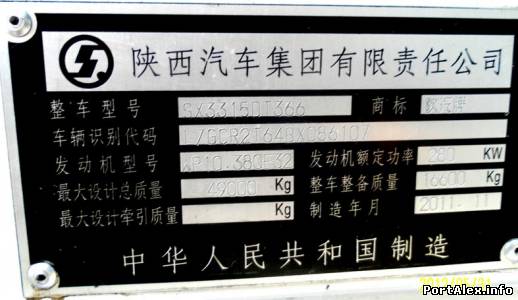 陕西汽车集团有限责任公司
整车型号 SX3315DT366 商标 陕汽牌
车辆识别代码
发动机型号 WP10.380E32 发动机额定功率 280 KW
最大设计总质量 49000 Kg 整车整备质量 16600 Kg
最大设计牵引质量 Kg 制造年月 2011.11
中华人民共和国制造
PortAlex.info